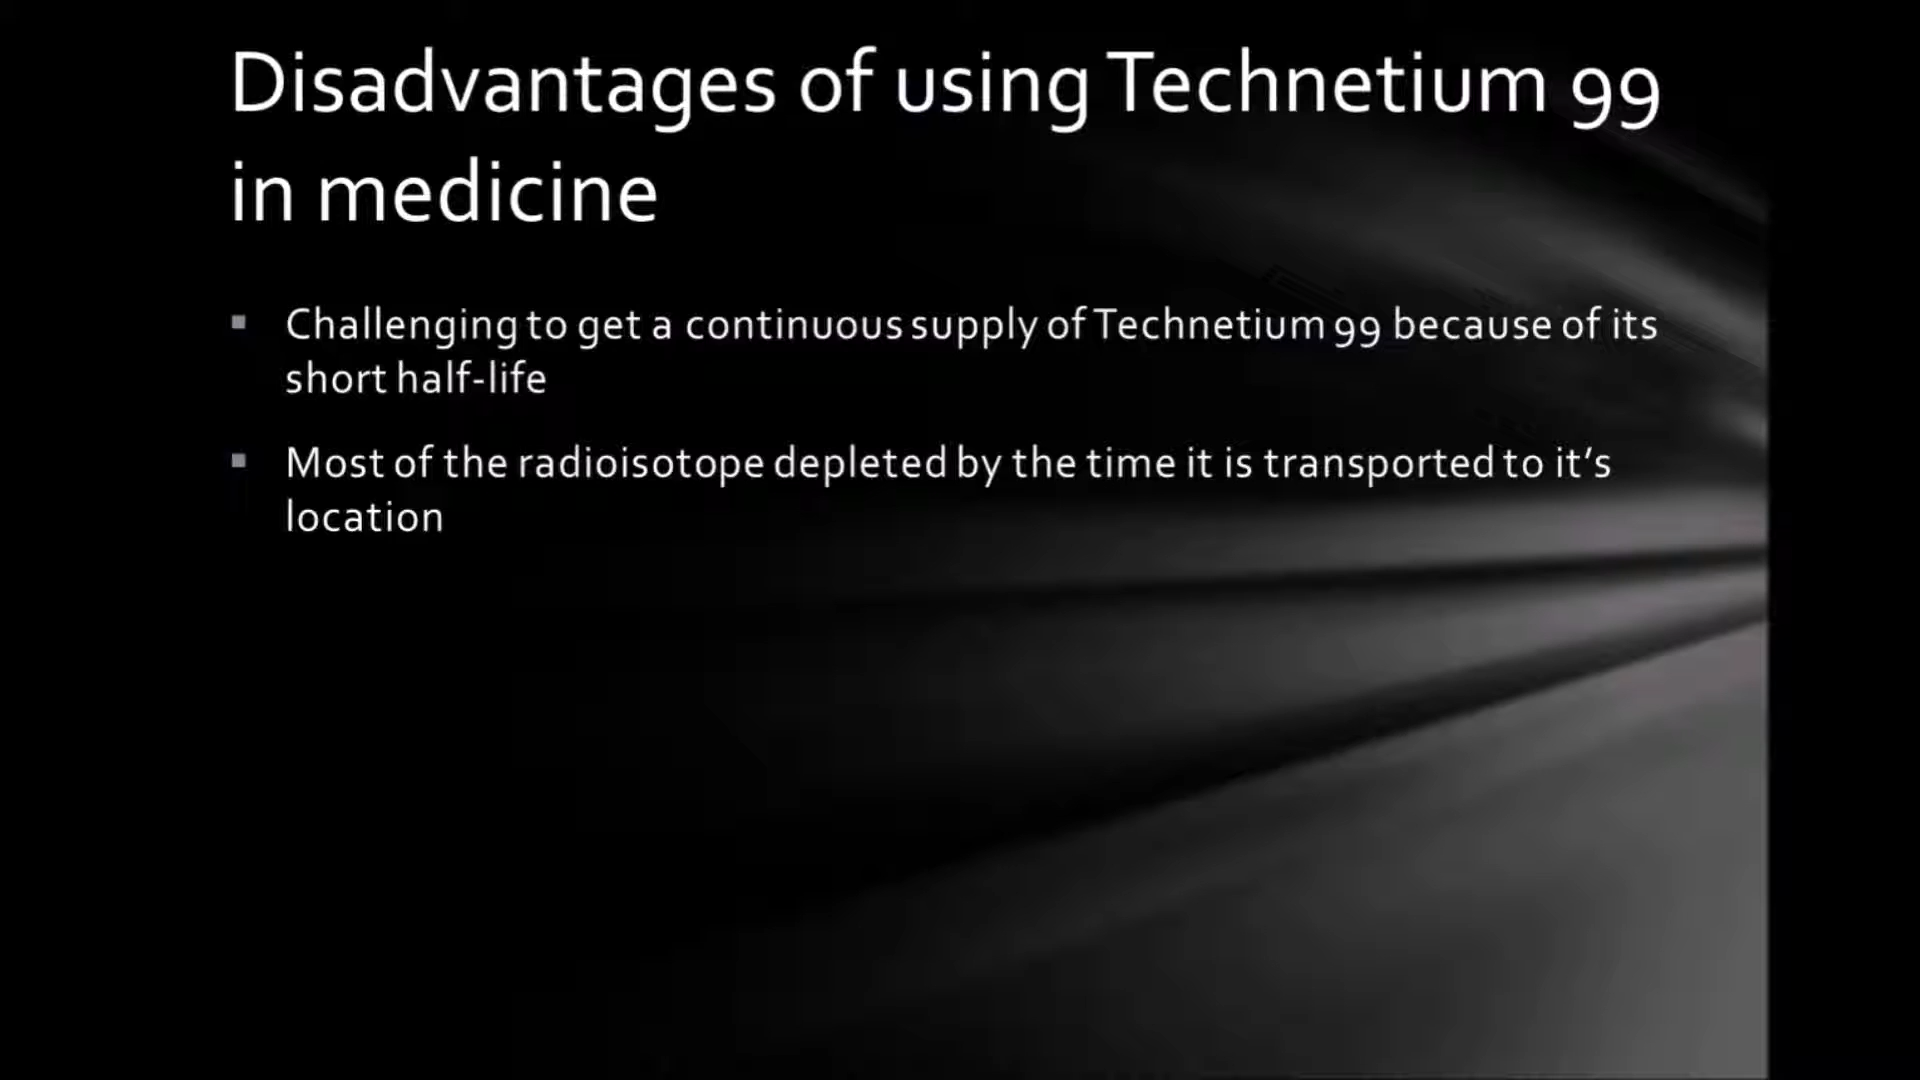 Disadvantages of using Technetium 99
in medicine
▪ Challenging to get a continuous supply of Technetium 99 because of its
short half-life
▪ Most of the radioisotope depleted by the time it is transported to it’s
location